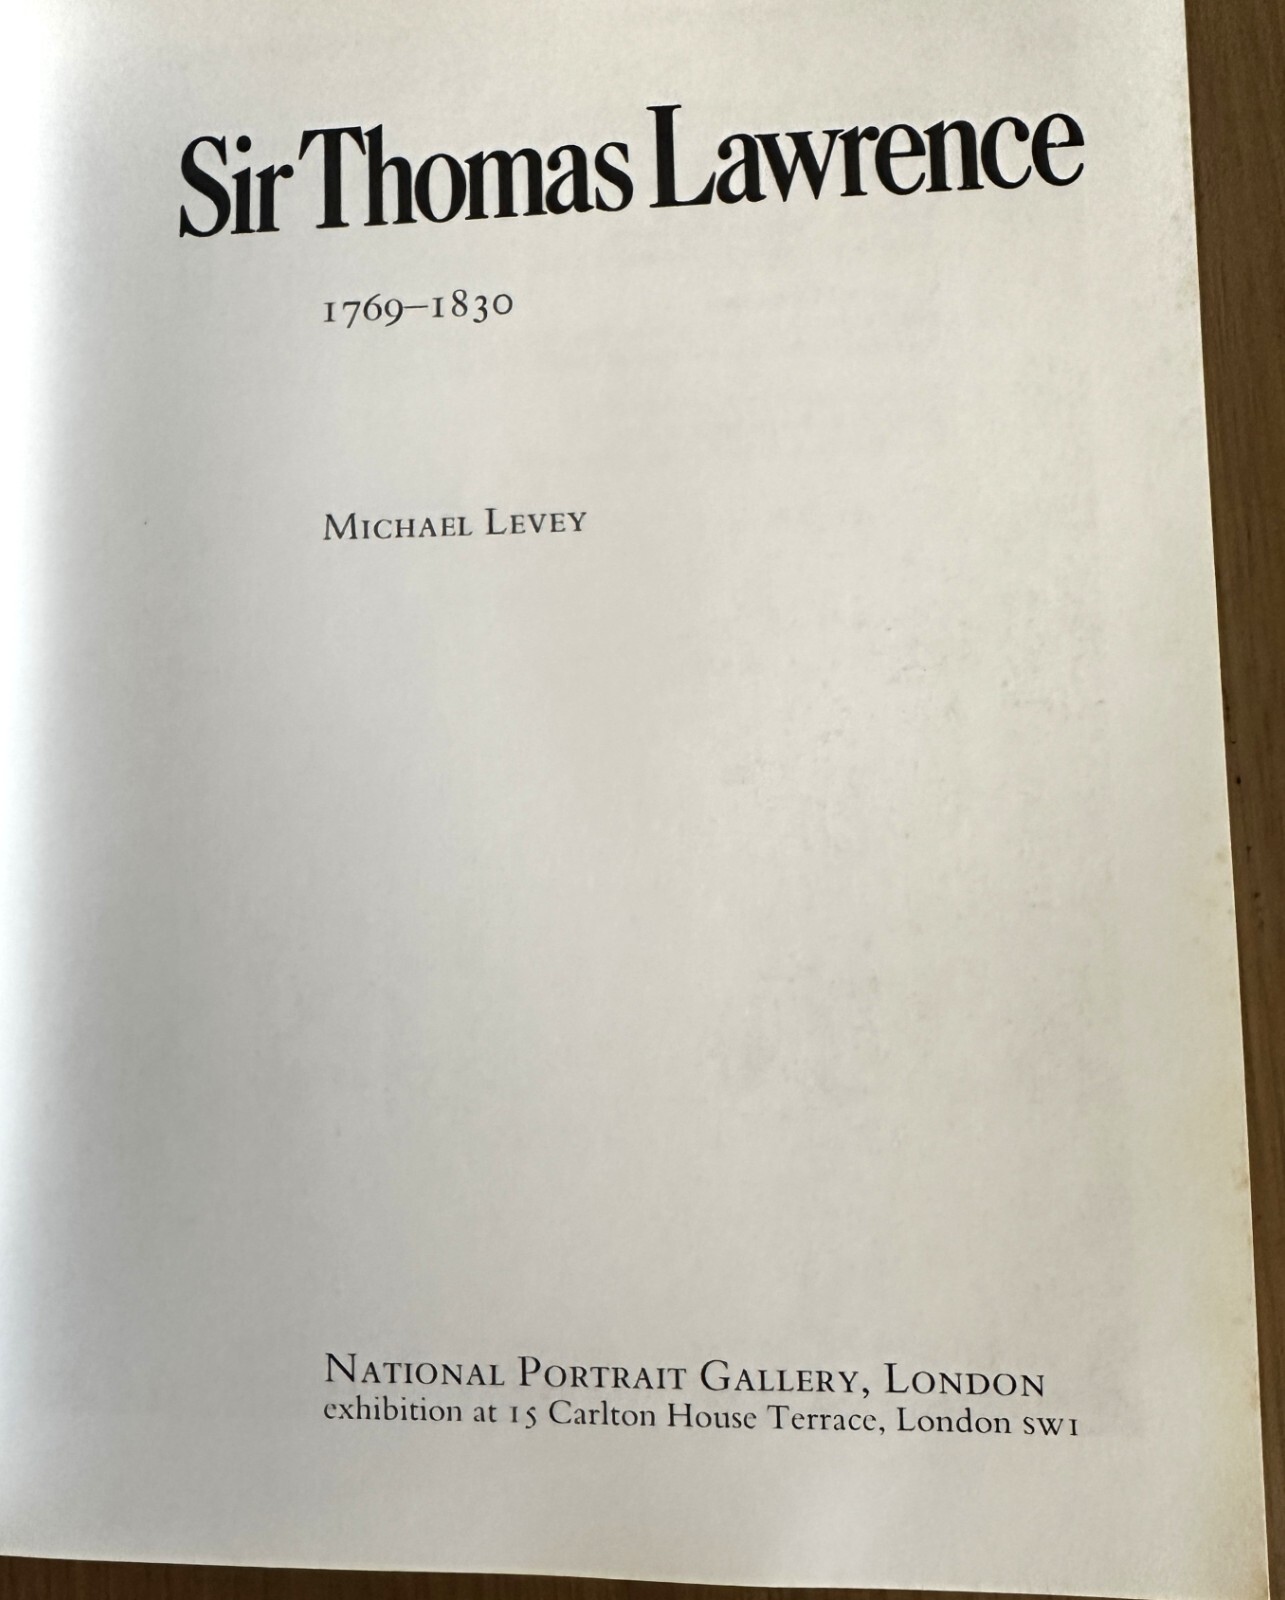 Sir Thomas Lawrence
1769–1830
MICHAEL LEVEY
NATIONAL PORTRAIT GALLERY, LONDON
exhibition at 15 Carlton House Terrace, London SW1